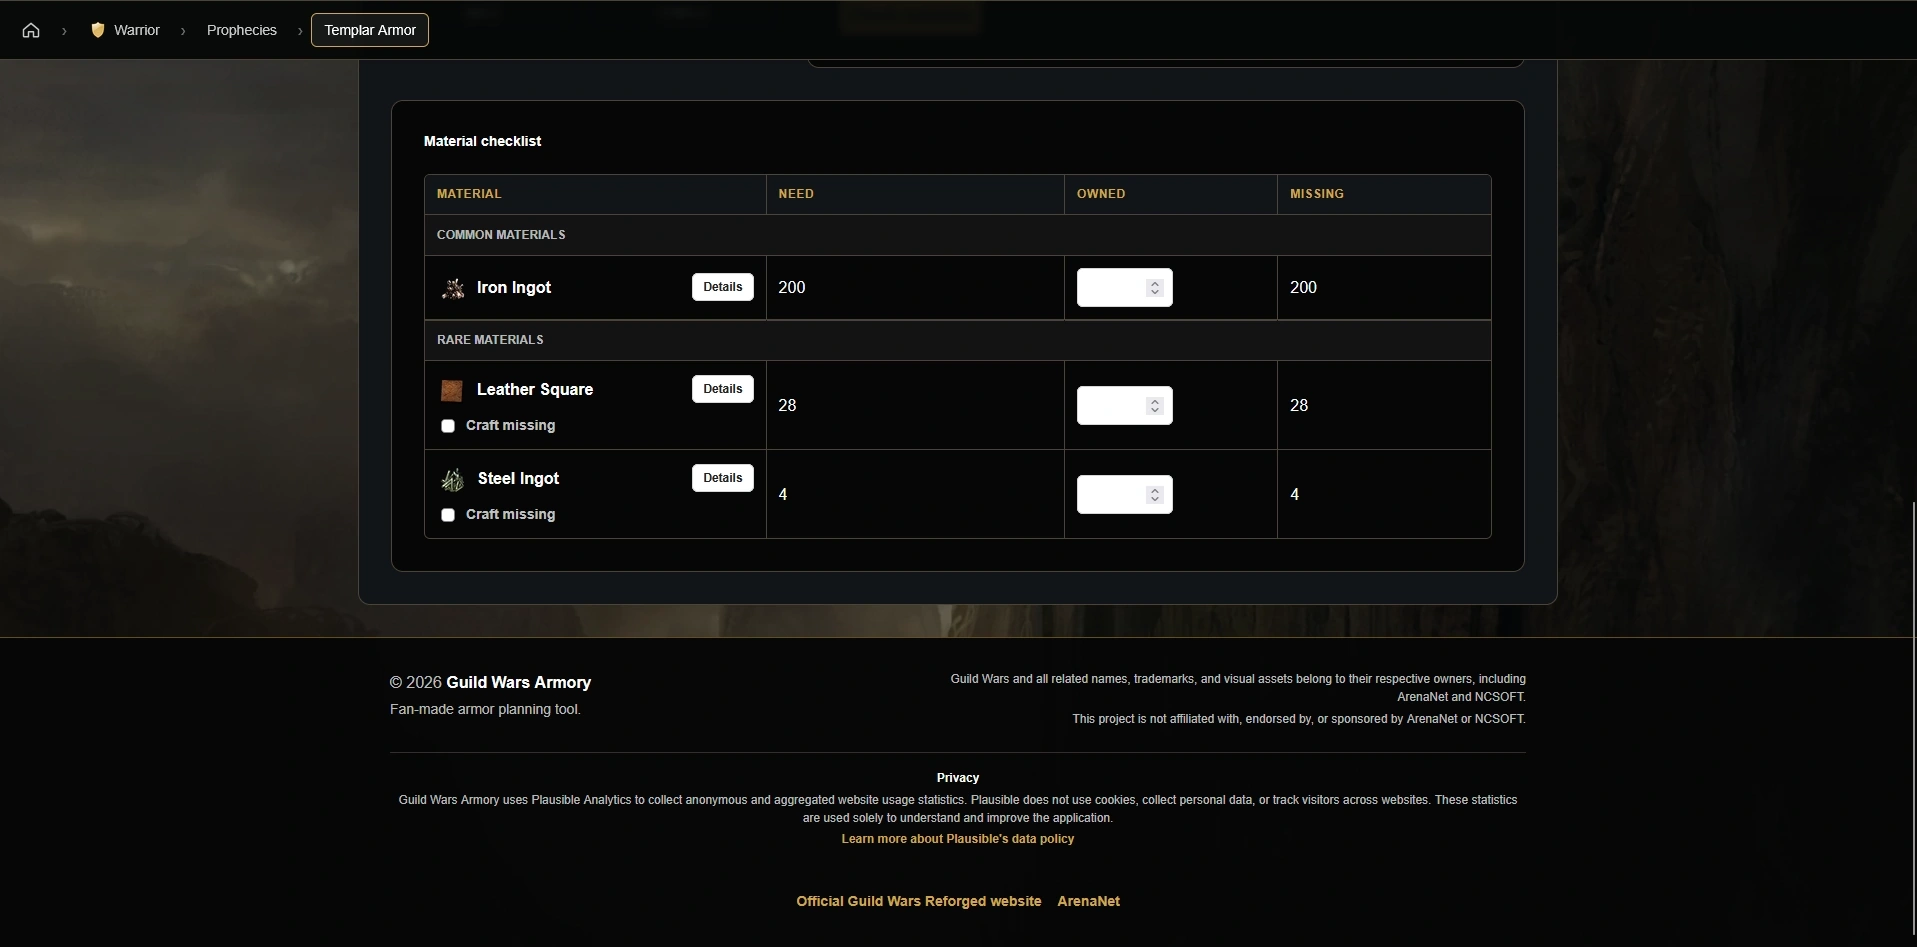 Warrior
Prophecies
Templar Armor
Material checklist
MATERIAL NEED OWNED MISSING
COMMON MATERIALS
Iron Ingot Details 200 200
RARE MATERIALS
Leather Square Details 28 28
Craft missing
Steel Ingot Details 4 4
Craft missing
© 2026 Guild Wars Armory
Fan-made armor planning tool.
Guild Wars and all related names, trademarks, and visual assets belong to their respective owners, including
ArenaNet and NCSOFT.
This project is not affiliated with, endorsed by, or sponsored by ArenaNet or NCSOFT.
Privacy
Guild Wars Armory uses Plausible Analytics to collect anonymous and aggregated website usage statistics. Plausible does not use cookies, collect personal data, or track visitors across websites. These statistics
are used solely to understand and improve the application.
Learn more about Plausible's data policy
Official Guild Wars Reforged website ArenaNet